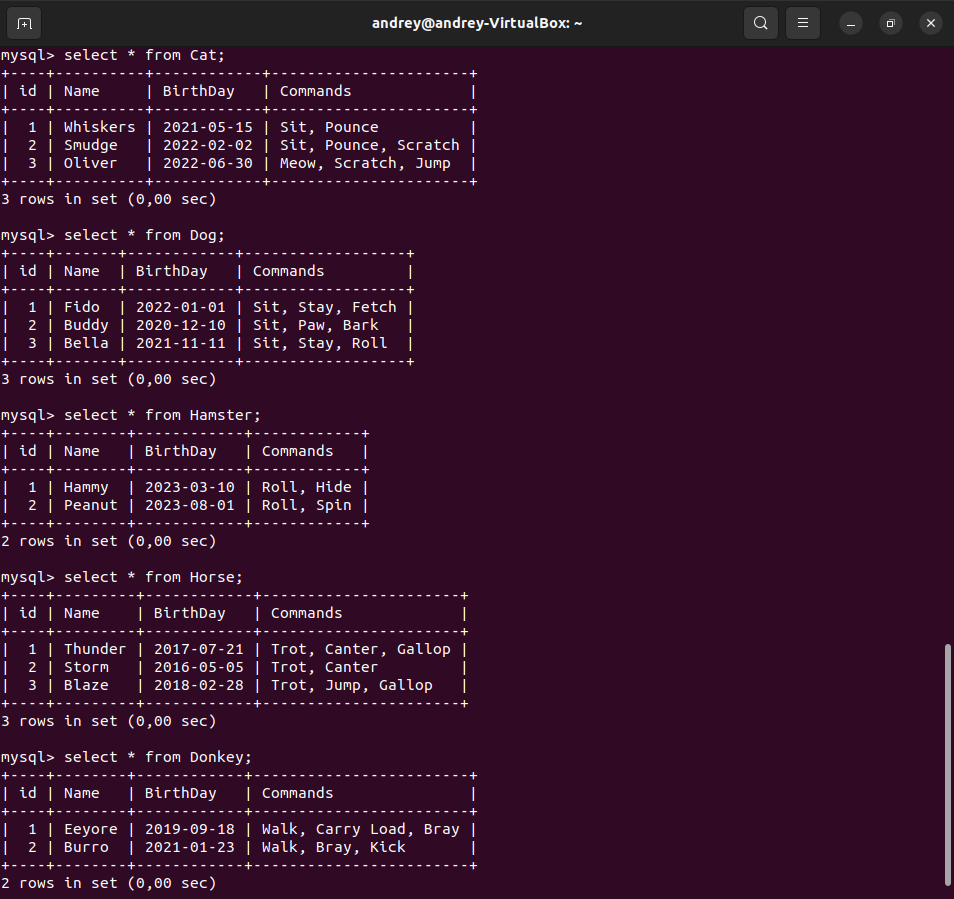 andrey@andrey-VirtualBox: ~
mysql> select * from Cat;
+----+----------+------------+----------------------+
| id | Name     | BirthDay   | Commands             |
+----+----------+------------+----------------------+
|  1 | Whiskers | 2021-05-15 | Sit, Pounce          |
|  2 | Smudge   | 2022-02-02 | Sit, Pounce, Scratch |
|  3 | Oliver   | 2022-06-30 | Meow, Scratch, Jump  |
+----+----------+------------+----------------------+
3 rows in set (0,00 sec)

mysql> select * from Dog;
+----+-------+------------+------------------+
| id | Name  | BirthDay   | Commands         |
+----+-------+------------+------------------+
|  1 | Fido  | 2022-01-01 | Sit, Stay, Fetch |
|  2 | Buddy | 2020-12-10 | Sit, Paw, Bark   |
|  3 | Bella | 2021-11-11 | Sit, Stay, Roll  |
+----+-------+------------+------------------+
3 rows in set (0,00 sec)

mysql> select * from Hamster;
+----+--------+------------+------------+
| id | Name   | BirthDay   | Commands   |
+----+--------+------------+------------+
|  1 | Hammy  | 2023-03-10 | Roll, Hide |
|  2 | Peanut | 2023-08-01 | Roll, Spin |
+----+--------+------------+------------+
2 rows in set (0,00 sec)

mysql> select * from Horse;
+----+---------+------------+----------------------+
| id | Name    | BirthDay   | Commands             |
+----+---------+------------+----------------------+
|  1 | Thunder | 2017-07-21 | Trot, Canter, Gallop |
|  2 | Storm   | 2016-05-05 | Trot, Canter         |
|  3 | Blaze   | 2018-02-28 | Trot, Jump, Gallop   |
+----+---------+------------+----------------------+
3 rows in set (0,00 sec)

mysql> select * from Donkey;
+----+--------+------------+------------------------+
| id | Name   | BirthDay   | Commands               |
+----+--------+------------+------------------------+
|  1 | Eeyore | 2019-09-18 | Walk, Carry Load, Bray |
|  2 | Burro  | 2021-01-23 | Walk, Bray, Kick       |
+----+--------+------------+------------------------+
2 rows in set (0,00 sec)